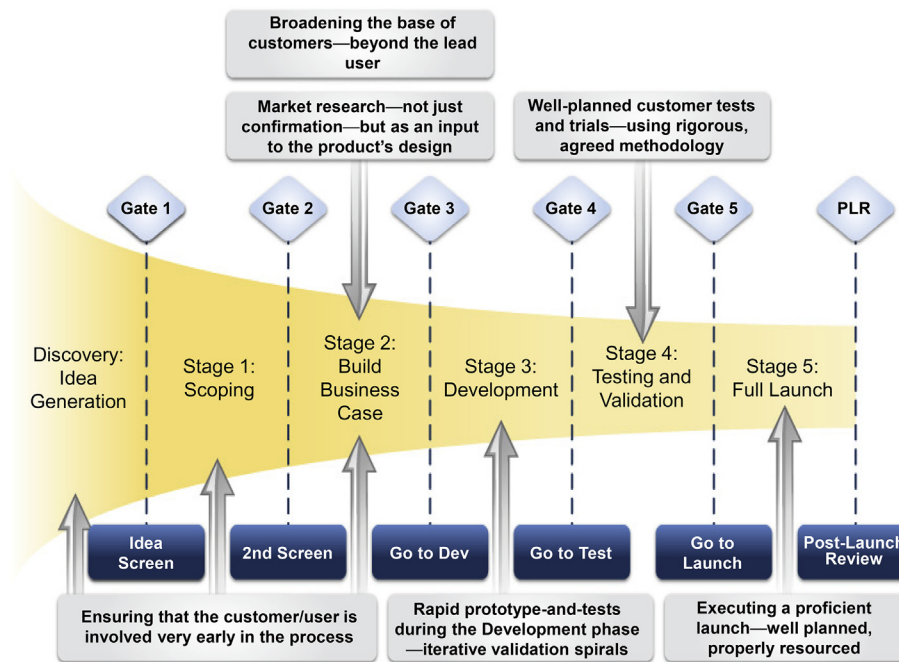 Broadening the base of
customers—beyond the lead
user
Market research—not just
confirmation—but as an input
to the product's design
Well-planned customer tests
and trials—using rigorous,
agreed methodology
Gate 1
Gate 2
Gate 3
Gate 4
Gate 5
PLR
Discovery:
Idea
Generation
Stage 1:
Scoping
Stage 2:
Build
Business
Case
Stage 3:
Development
Stage 4:
Testing and
Validation
Stage 5:
Full Launch
Idea
Screen
2nd Screen
Go to Dev
Go to Test
Go to
Launch
Post-Launch
Review
Ensuring that the customer/user is
involved very early in the process
Rapid prototype-and-tests
during the Development phase
—iterative validation spirals
Executing a proficient
launch—well planned,
properly resourced